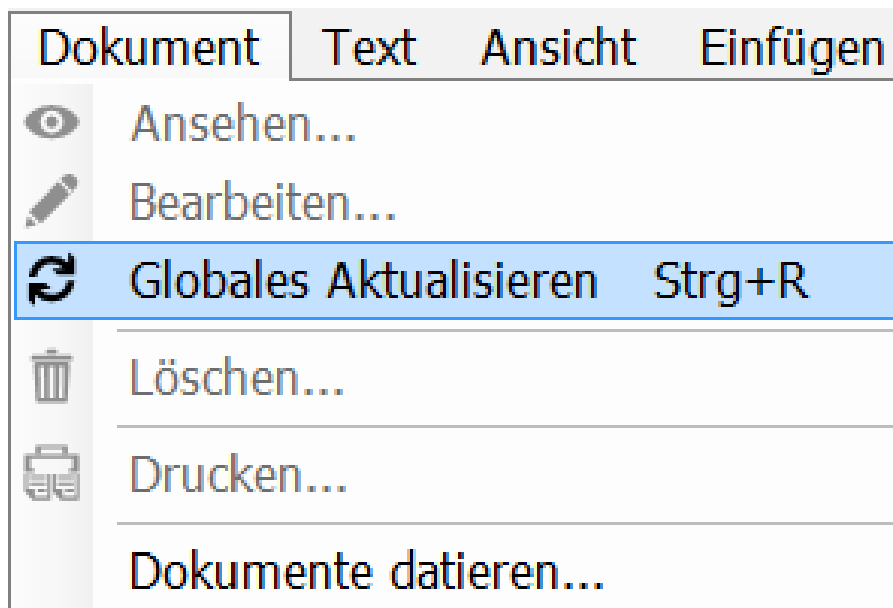 Dokument Text Ansicht Einfügen
Ansehen...
Bearbeiten...
Globales Aktualisieren Strg+R
Löschen...
Drucken...
Dokumente datieren...